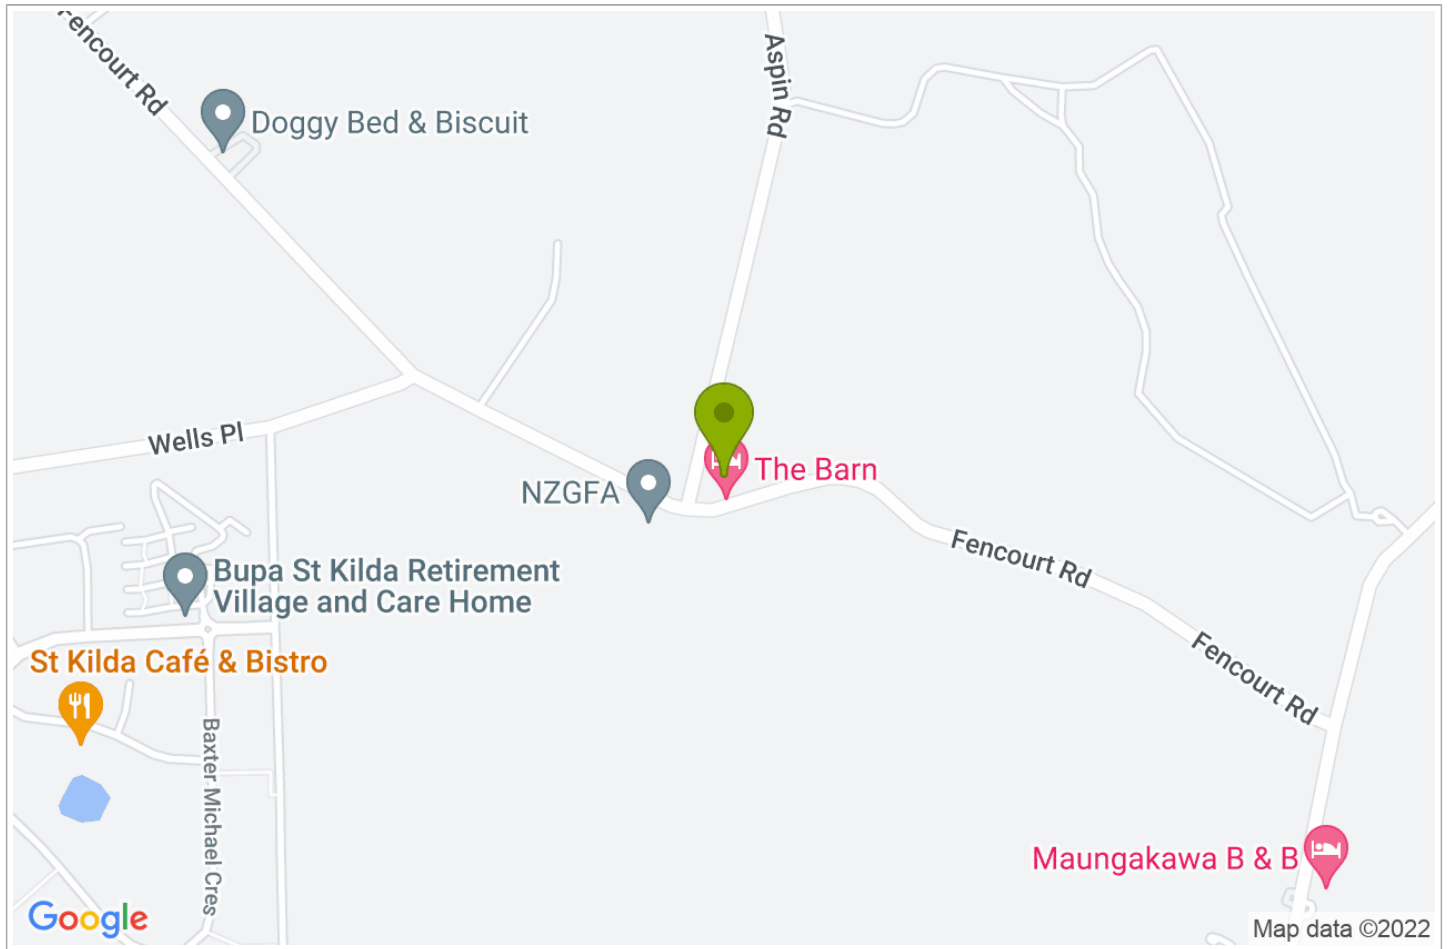 Fencourt Rd
Aspin Rd
Doggy Bed & Biscuit
Wells Pl
The Barn
NZGFA
Fencourt Rd
Bupa St Kilda Retirement
Village and Care Home
St Kilda Café & Bistro
Fencourt Rd
Baxter Michael Cres
Maungakawa B & B
Google
Map data ©2022